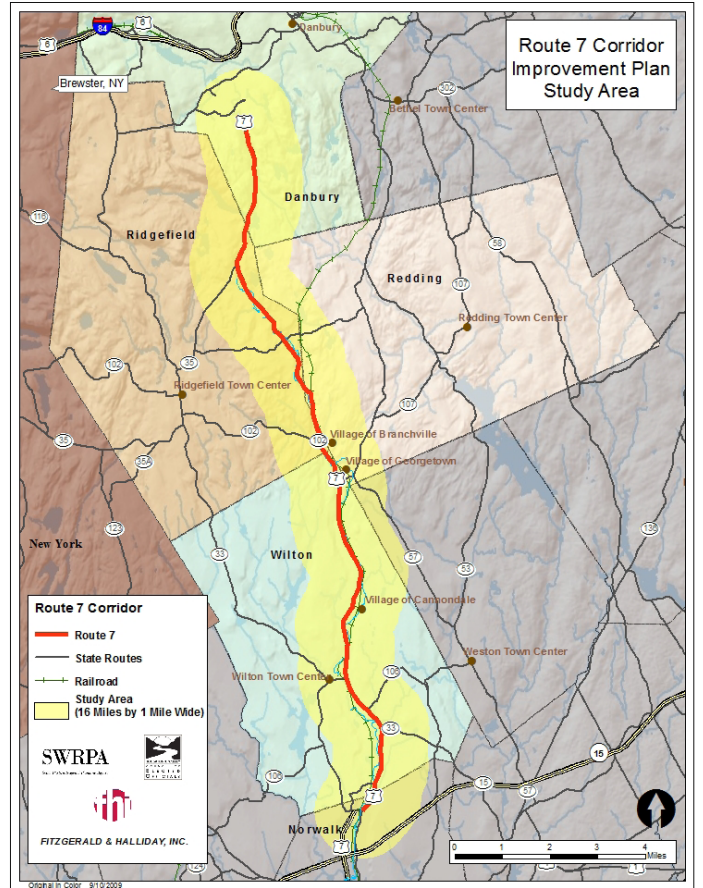 Route 7 Corridor
Improvement Plan
Study Area
84
6
6
Danbury
Brewster, NY
302
Bethel Town Center
7
Danbury
116
Ridgefield
58
Redding
107
Redding Town Center
35
102
Ridgefield Town Center
107
102
102
Village of Branchville
35
35A
Village of Georgetown
7
123
136
New York
33
Wilton
57
53
Village of Cannondale
Weston Town Center
Wilton Town Center
106
33
15
106
15
57
7
Norwalk
7
124
1
1
Route 7 Corridor
Route 7
State Routes
Railroad
Study Area
(16 Miles by 1 Mile Wide)
SWRPA
fhi
FITZGERALD & HALLIDAY, INC.
0 1 2 3 4
Miles
Original in Color 9/10/2009